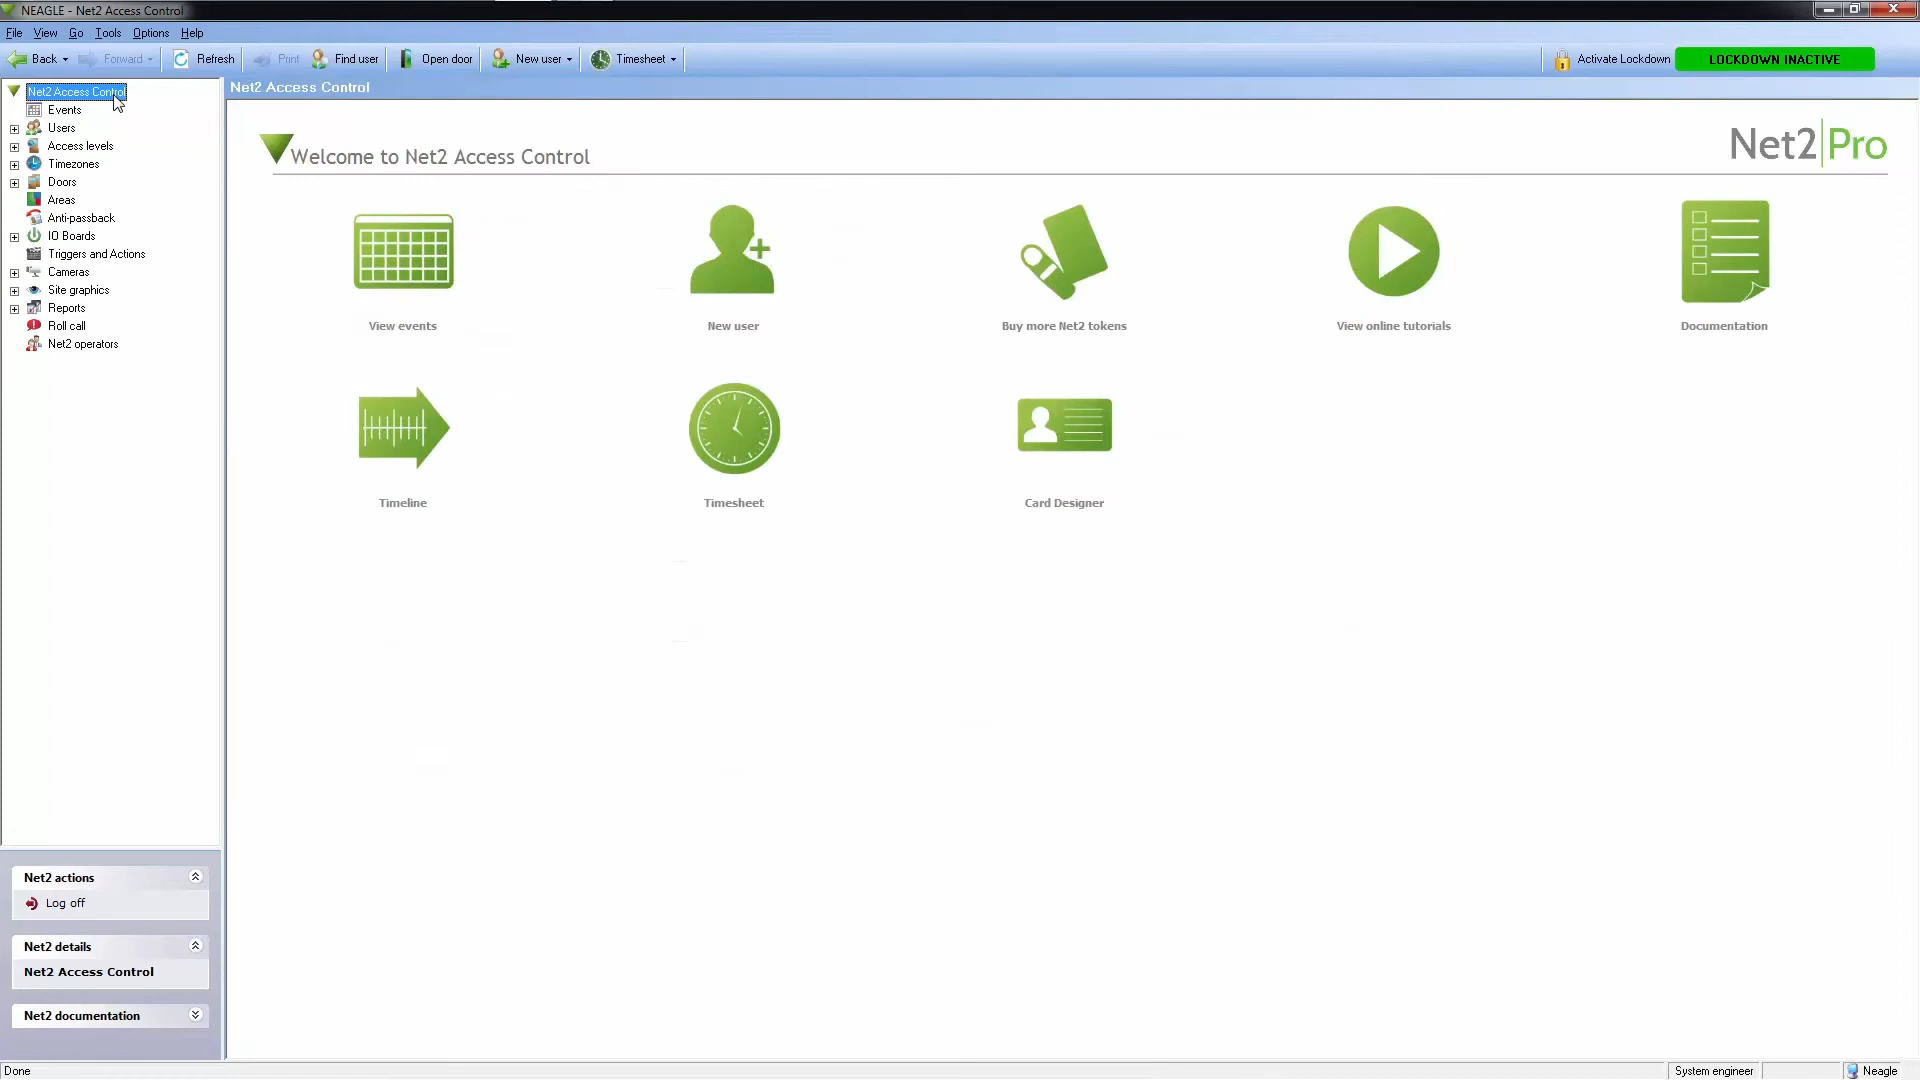 NEAGLE - Net2 Access Control
File View Go Tools Options Help
Back Forward Refresh Print Find user Open door New user Timesheet Activate Lockdown LOCKDOWN INACTIVE
Net2 Access Control
Events
Users
Access levels
Timezones
Doors
Areas
Anti-passback
IO Boards
Triggers and Actions
Cameras
Site graphics
Reports
Roll call
Net2 operators
Net2 actions
Log off
Net2 details
Net2 Access Control
Net2 documentation
Net2 Access Control
Welcome to Net2 Access Control
Net2 Pro
View events
New user
Buy more Net2 tokens
View online tutorials
Documentation
Timeline
Timesheet
Card Designer
Done System engineer Neagle